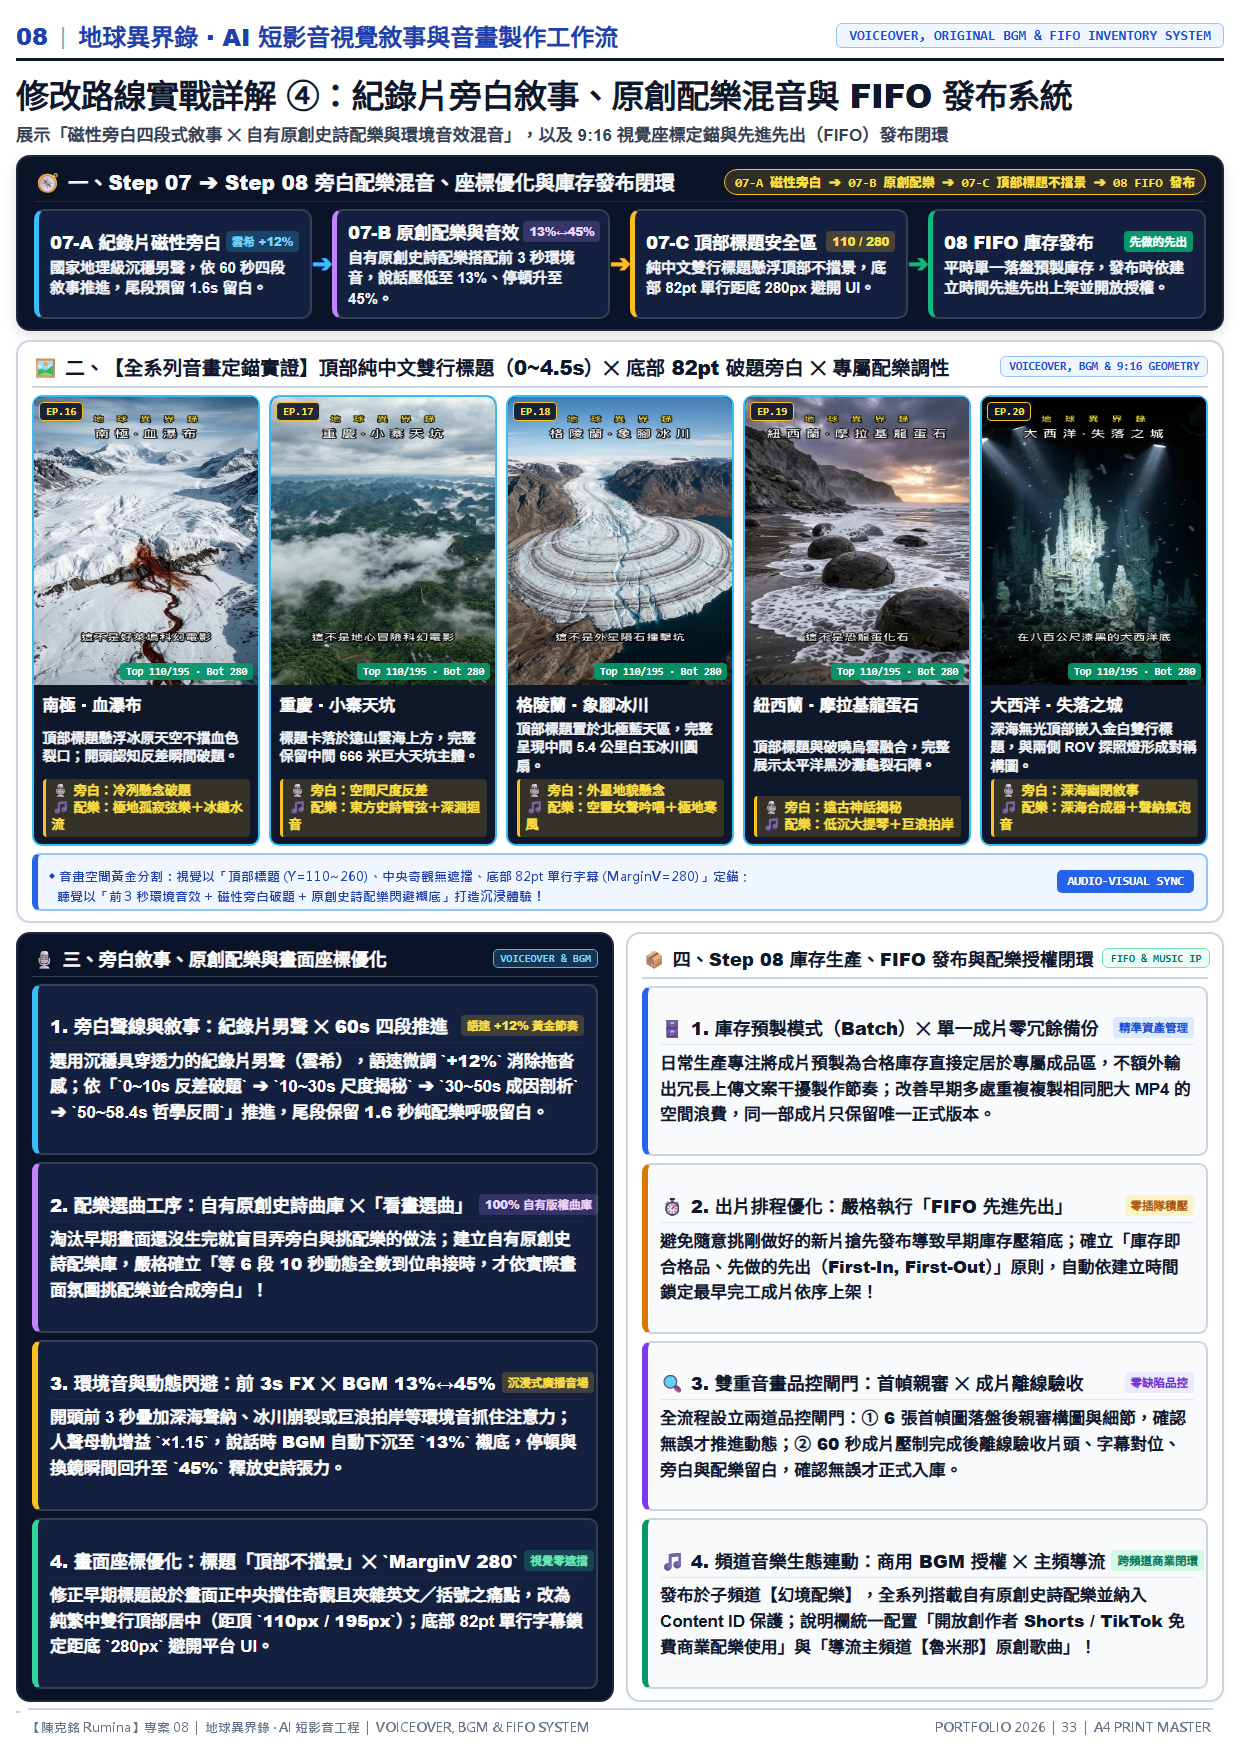 08 | 地球異界錄 · AI 短影音視覺敘事與音畫製作工作流
VOICEOVER, ORIGINAL BGM & FIFO INVENTORY SYSTEM
修改路線實戰詳解 ④：紀錄片旁白敘事、原創配樂混音與 FIFO 發布系統
展示「磁性旁白四段式敘事 ✕ 自有原創史詩配樂與環境音效混音」，以及 9:16 視覺座標定錨與先進先出（FIFO）發布閉環
🧭 一、Step 07 ➔ Step 08 旁白配樂混音、座標優化與庫存發布閉環
07-A 磁性旁白 ➔ 07-B 原創配樂 ➔ 07-C 頂部標題不擋景 ➔ 08 FIFO 發布
07-A 紀錄片磁性旁白 雲希 +12%
國家地理級沉穩男聲，依 60 秒四段
敘事推進，尾段預留 1.6s 留白。
➔
07-B 原創配樂與音效 13%↔45%
自有原創史詩配樂搭配前 3 秒環境
音，說話壓低至 13%、停頓升至
45%。
➔
07-C 頂部標題安全區 110 / 280
純中文雙行標題懸浮頂部不擋景，底
部 82pt 單行距底 280px 避開 UI。
➔
08 FIFO 庫存發布 先做的先出
平時單一落盤預製庫存，發布時依建
立時間先進先出上架並開放授權。
🖼️ 二、【全系列音畫定錨實證】頂部純中文雙行標題（0~4.5s）✕ 底部 82pt 破題旁白 ✕ 專屬配樂調性
VOICEOVER, BGM & 9:16 GEOMETRY
EP.16
地球異界錄
南極·血瀑布
這不是好萊塢科幻電影
Top 110/195 · Bot 280
南極 · 血瀑布
頂部標題懸浮冰原天空不擋血色
裂口；開頭認知反差瞬間破題。
🎙️ 旁白：冷冽懸念破題
🎵 配樂：極地孤寂弦樂＋冰縫水
流
EP.17
地球異界錄
重慶·小寨天坑
這不是地心冒險科幻電影
Top 110/195 · Bot 280
重慶 · 小寨天坑
標題卡落於遠山雲海上方，完整
保留中間 666 米巨大天坑主體。
🎙️ 旁白：空間尺度反差
🎵 配樂：東方史詩管弦＋深淵迴
音
EP.18
地球異界錄
格陵蘭·象腳冰川
這不是外星隕石撞擊坑
Top 110/195 · Bot 280
格陵蘭 · 象腳冰川
頂部標題置於北極藍天區，完整
呈現中間 5.4 公里白玉冰川圓
扇。
🎙️ 旁白：外星地貌懸念
🎵 配樂：空靈女聲吟唱＋極地寒
風
EP.19
地球異界錄
紐西蘭·摩拉基龍蛋石
這不是恐龍蛋化石
Top 110/195 · Bot 280
紐西蘭 · 摩拉基龍蛋石
頂部標題與破曉烏雲融合，完整
展示太平洋黑沙灘龜裂石陣。
🎙️ 旁白：遠古神話揭秘
🎵 配樂：低沉大提琴＋巨浪拍岸
EP.20
地球異界錄
大西洋·失落之城
在八百公尺漆黑的大西洋底
Top 110/195 · Bot 280
大西洋 · 失落之城
深海無光頂部嵌入金白雙行標
題，與兩側 ROV 探照燈形成對稱
構圖。
🎙️ 旁白：深海幽閉敘事
🎵 配樂：深海合成器＋聲納氣泡
音
◆ 音畫空間黃金分割：視覺以「頂部標題 (Y=110~260)、中央奇觀無遮擋、底部 82pt 單行字幕 (MarginV=280)」定錨；
聽覺以「前 3 秒環境音效 + 磁性旁白破題 + 原創史詩配樂閃避襯底」打造沉浸體驗！
AUDIO-VISUAL SYNC
🎙️ 三、旁白敘事、原創配樂與畫面座標優化
VOICEOVER & BGM
1. 旁白聲線與敘事：紀錄片男聲 ✕ 60s 四段推進 語速 +12% 黃金節奏
選用沉穩具穿透力的紀錄片男聲（雲希），語速微調 `+12%` 消除拖沓
感；依「`0~10s 反差破題` ➔ `10~30s 尺度揭秘` ➔ `30~50s 成因剖析`
➔ `50~58.4s 哲學反問`」推進，尾段保留 1.6 秒純配樂呼吸留白。
2. 配樂選曲工序：自有原創史詩曲庫 ✕「看畫選曲」 100% 自有版權曲庫
淘汰早期畫面還沒生完就盲目弄旁白與挑配樂的做法；建立自有原創史
詩配樂庫，嚴格確立「等 6 段 10 秒動態全數到位串接時，才依實際畫
面氛圍挑配樂並合成旁白」！
3. 環境音與動態閃避：前 3s FX ✕ BGM 13%↔45% 沉浸式廣播音場
開頭前 3 秒疊加深海聲納、冰川崩裂或巨浪拍岸等環境音抓住注意力；
人聲母軌增益 `×1.15`，說話時 BGM 自動下沉至 `13%` 襯底，停頓與
換鏡瞬間回升至 `45%` 釋放史詩張力。
4. 畫面座標優化：標題「頂部不擋景」✕ `MarginV 280` 視覺零遮擋
修正早期標題設於畫面正中央擋住奇觀且夾雜英文／括號之痛點，改為
純繁中雙行頂部居中（距頂 `110px / 195px`）；底部 82pt 單行字幕鎖
定距底 `280px` 避開平台 UI。
📦 四、Step 08 庫存生產、FIFO 發布與配樂授權閉環
FIFO & MUSIC IP
🗄️ 1. 庫存預製模式（Batch）✕ 單一成片零冗餘備份 精準資產管理
日常生產專注將成片預製為合格庫存直接定居於專屬成品區，不額外輸
出冗長上傳文案干擾製作節奏；改善早期多處重複複製相同肥大 MP4 的
空間浪費，同一部成片只保留唯一正式版本。
⏱️ 2. 出片排程優化：嚴格執行「FIFO 先進先出」 零插隊積壓
避免隨意挑剛做好的新片搶先發布導致早期庫存壓箱底；確立「庫存即
合格品、先做的先出（First-In, First-Out）」原則，自動依建立時間
鎖定最早完工成片依序上架！
🔍 3. 雙重音畫品控閘門：首幀親審 ✕ 成片離線驗收 零缺陷品控
全流程設立兩道品控閘門：① 6 張首幀圖落盤後親審構圖與細節，確認
無誤才推進動態；② 60 秒成片壓制完成後離線驗收片頭、字幕對位、
旁白與配樂留白，確認無誤才正式入庫。
🎵 4. 頻道音樂生態連動：商用 BGM 授權 ✕ 主頻導流 跨頻道商業閉環
發布於子頻道【幻境配樂】，全系列搭載自有原創史詩配樂並納入
Content ID 保護；說明欄統一配置「開放創作者 Shorts / TikTok 免
費商業配樂使用」與「導流主頻道【魯米那】原創歌曲」！
【陳克銘 Rumina】專案 08 | 地球異界錄 · AI 短影音工程 | VOICEOVER, BGM & FIFO SYSTEM
PORTFOLIO 2026 | 33 | A4 PRINT MASTER